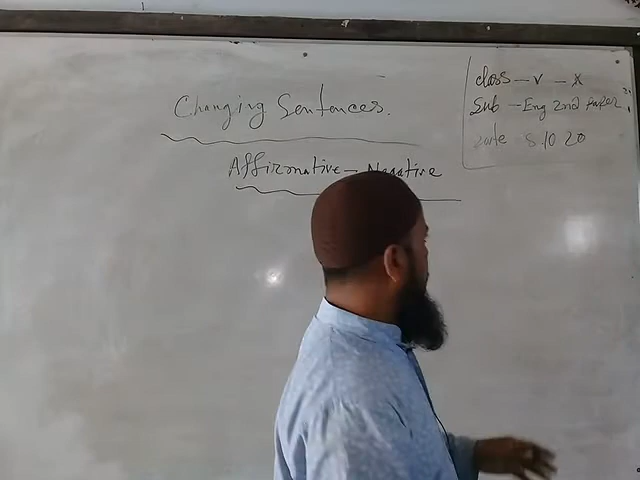 Changing Sentences.
Affirmative - Negative
class - V - X
Sub - Eng 2nd Paper
Date 5.10 20